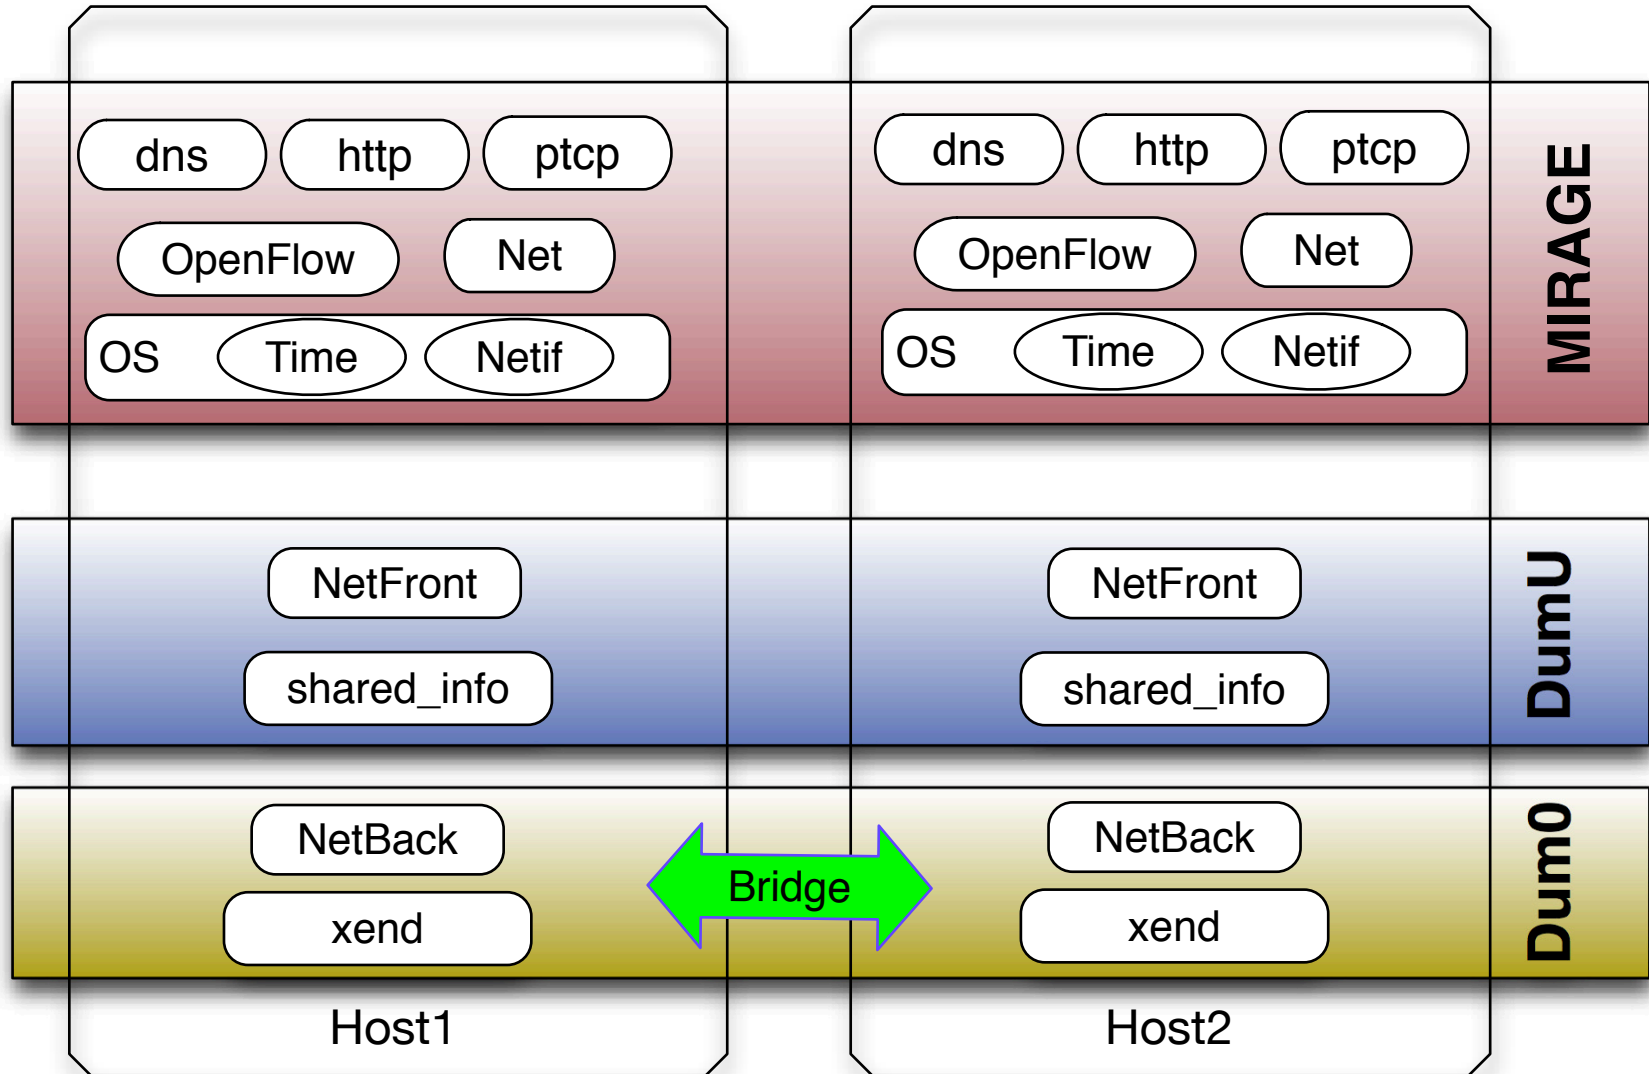 dns http ptcp dns http ptcp
OpenFlow Net OpenFlow Net
OS Time Netif OS Time Netif
MIRAGE
NetFront NetFront
shared_info shared_info
DumU
NetBack NetBack
Bridge
xend xend
Dum0
Host1 Host2